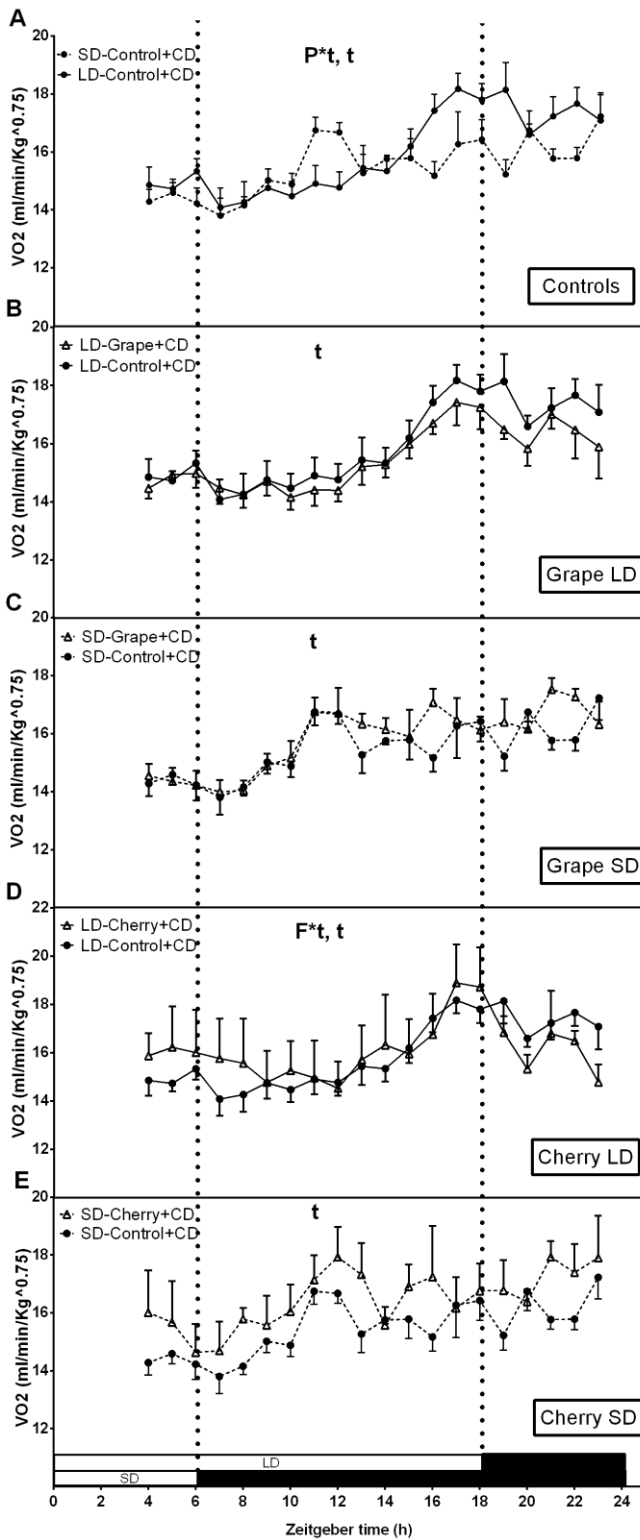 A
20
SD-Control+CD
LD-Control+CD
P*t, t
18
16
14
12
VO2 (ml/min/Kg^0.75)
Controls
B
20
LD-Grape+CD
LD-Control+CD
t
18
16
14
12
VO2 (ml/min/Kg^0.75)
Grape LD
C
20
SD-Grape+CD
SD-Control+CD
t
18
16
14
12
VO2 (ml/min/Kg^0.75)
Grape SD
D
22
LD-Cherry+CD
LD-Control+CD
F*t, t
20
18
16
14
12
VO2 (ml/min/Kg^0.75)
Cherry LD
E
20
SD-Cherry+CD
SD-Control+CD
t
18
16
14
12
VO2 (ml/min/Kg^0.75)
Cherry SD
LD
SD
0 2 4 6 8 10 12 14 16 18 20 22 24
Zeitgeber time (h)